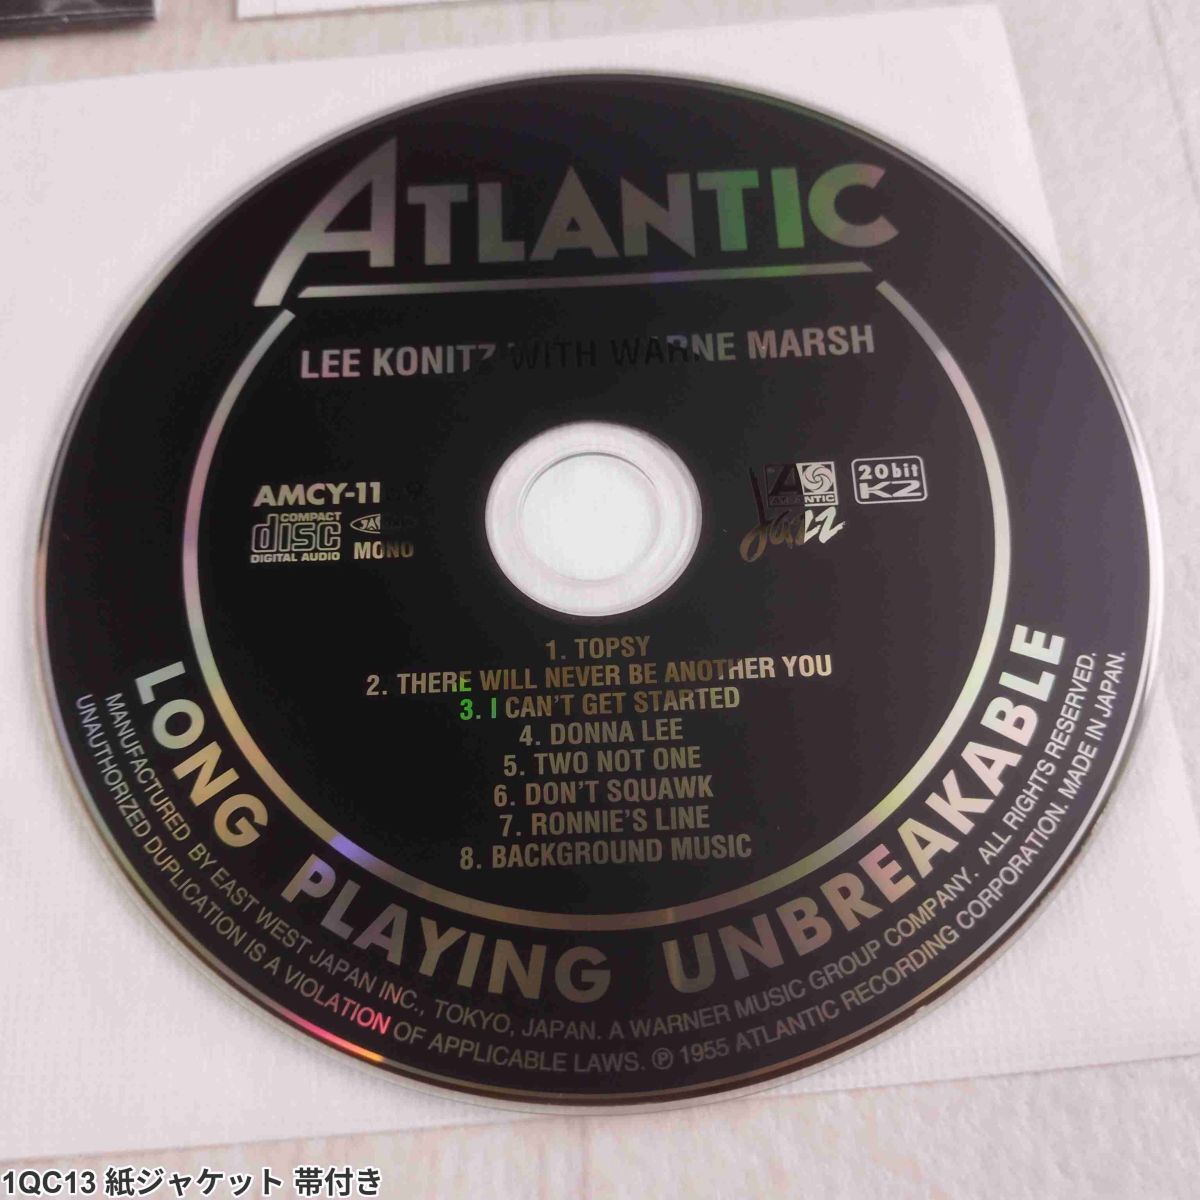 ATLANTIC
LEE KONITZ WITH WARNE MARSH
AMCY-11
COMPACT
disc
DIGITAL AUDIO
MONO
ATLANTIC
Jazz
20bit
K2
1. TOPSY
2. THERE WILL NEVER BE ANOTHER YOU
3. I CAN'T GET STARTED
4. DONNA LEE
5. TWO NOT ONE
6. DON'T SQUAWK
7. RONNIE'S LINE
8. BACKGROUND MUSIC
LONG PLAYING UNBREAKABLE
MANUFACTURED BY EAST WEST JAPAN INC., TOKYO, JAPAN. A WARNER MUSIC GROUP COMPANY. ALL RIGHTS RESERVED.
UNAUTHORIZED DUPLICATION IS A VIOLATION OF APPLICABLE LAWS. ℗ 1955 ATLANTIC RECORDING CORPORATION. MADE IN JAPAN.
1QC13 紙ジャケット 帯付き